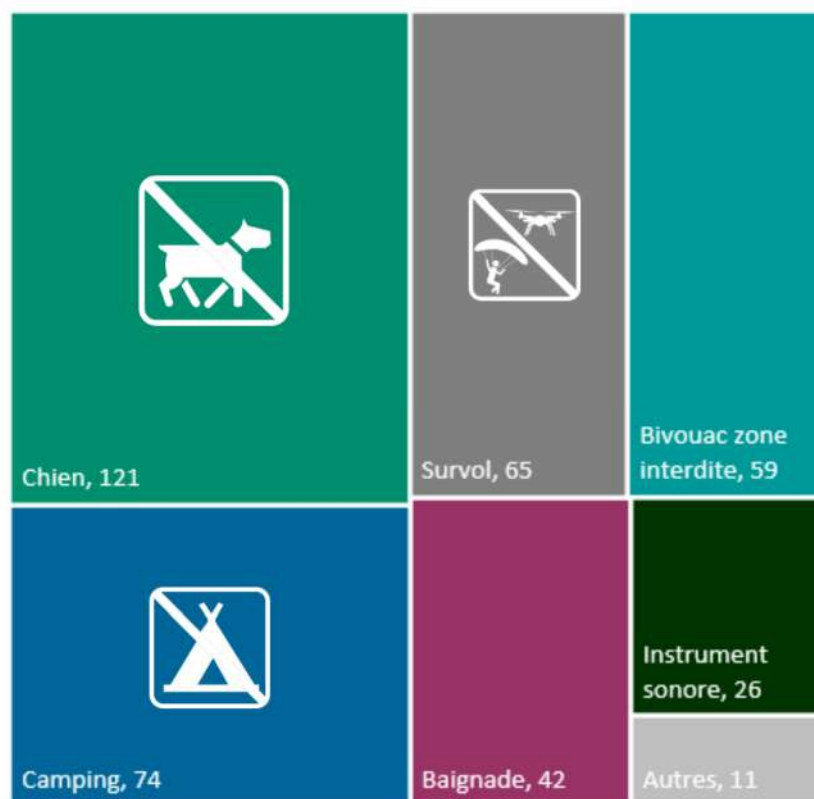 Chien, 121
Survol, 65
Bivouac zone
interdite, 59
Camping, 74
Baignade, 42
Instrument
sonore, 26
Autres, 11